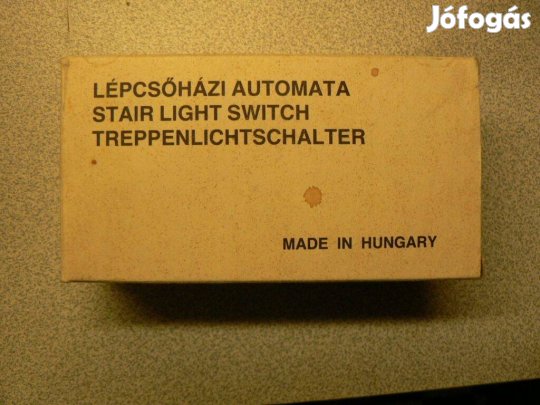 Jófogás
LÉPCSŐHÁZI AUTOMATA
STAIR LIGHT SWITCH
TREPPENLICHTSCHALTER
MADE IN HUNGARY